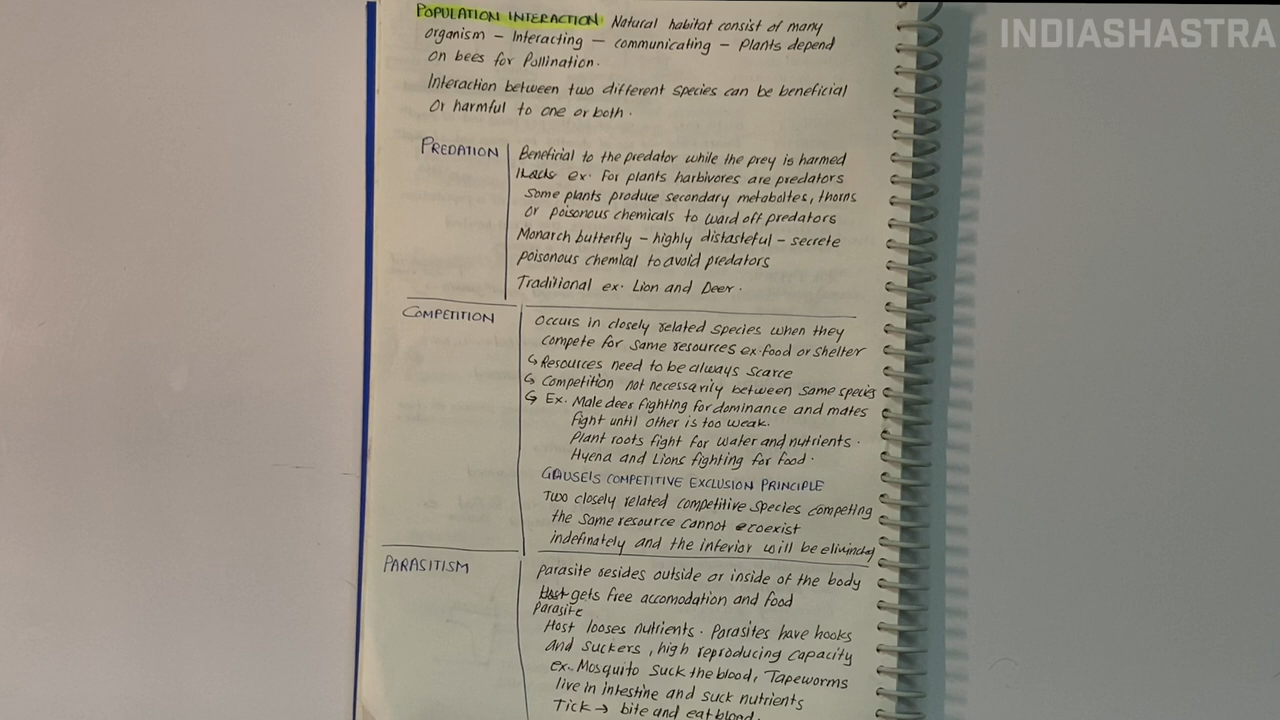 INDIASHASTRA
POPULATION INTERACTION Natural habitat consist of many
organism – Interacting – communicating – Plants depend
on bees for Pollination.
Interaction between two different species can be beneficial
or harmful to one or both.
PREDATION
Beneficial to the predator while the prey is harmed
ex. For plants harbivores are predators
Some plants produce secondary metaboltes, thorns
or poisonous chemicals to ward off predators
Monarch butterfly – highly distasteful – secrete
poisonous chemical to avoid predators
Traditional ex. Lion and Deer.
COMPETITION
Occurs in closely related species when they
compete for same resources ex. food or shelter
↳ Resources need to be always scarce
↳ Competition not necessarily between same species
↳ Ex. Male deer fighting for dominance and mates
Fight until other is too weak.
Plant roots fight for water and nutrients.
Hyena and Lions fighting for food.
GAUSE'S COMPETITIVE EXCLUSION PRINCIPLE
Two closely related competitive species competing
the same resource cannot coexist
indefinately and the inferior will be
PARASITISM
parasite resides outside or inside of the body
Host gets free accomodation and food
Parasite
Host looses nutrients. Parasites have hooks
and suckers, high reproducing capacity
ex. Mosquito suck the blood, Tapeworms
live in intestine and suck nutrients
Tick → bite and eat blood.